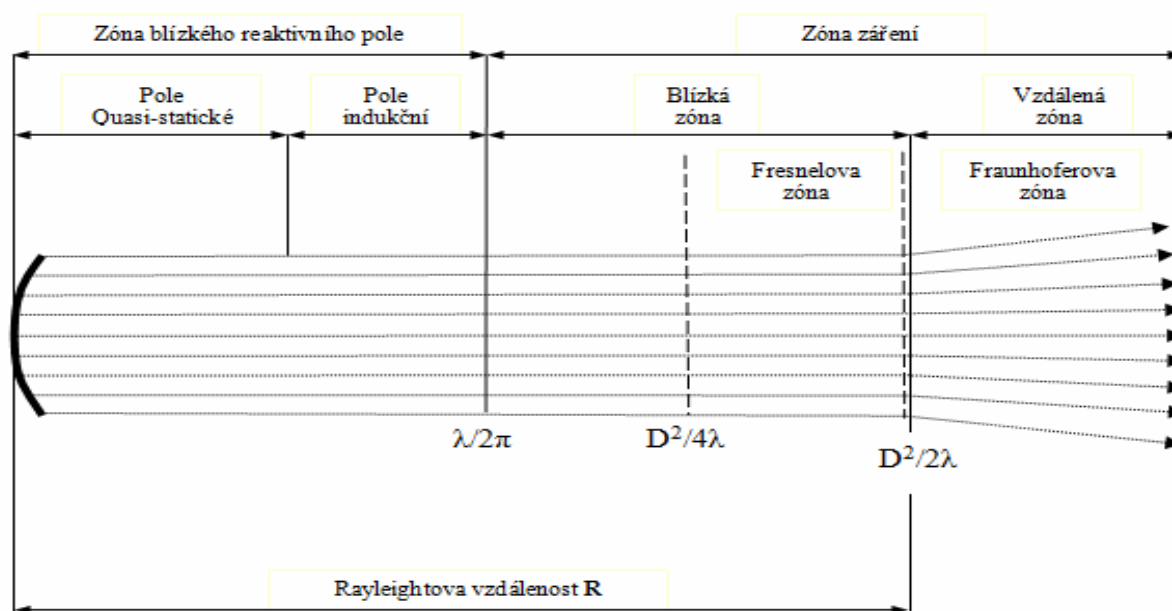 Zóna blízkého reaktivního pole
Zóna záření
Pole
Quasi-statické
Pole
indukční
Blízká
zóna
Vzdálená
zóna
Fresnelova
zóna
Fraunhoferova
zóna
λ/2π
D²/4λ
D²/2λ
Rayleightova vzdálenost R